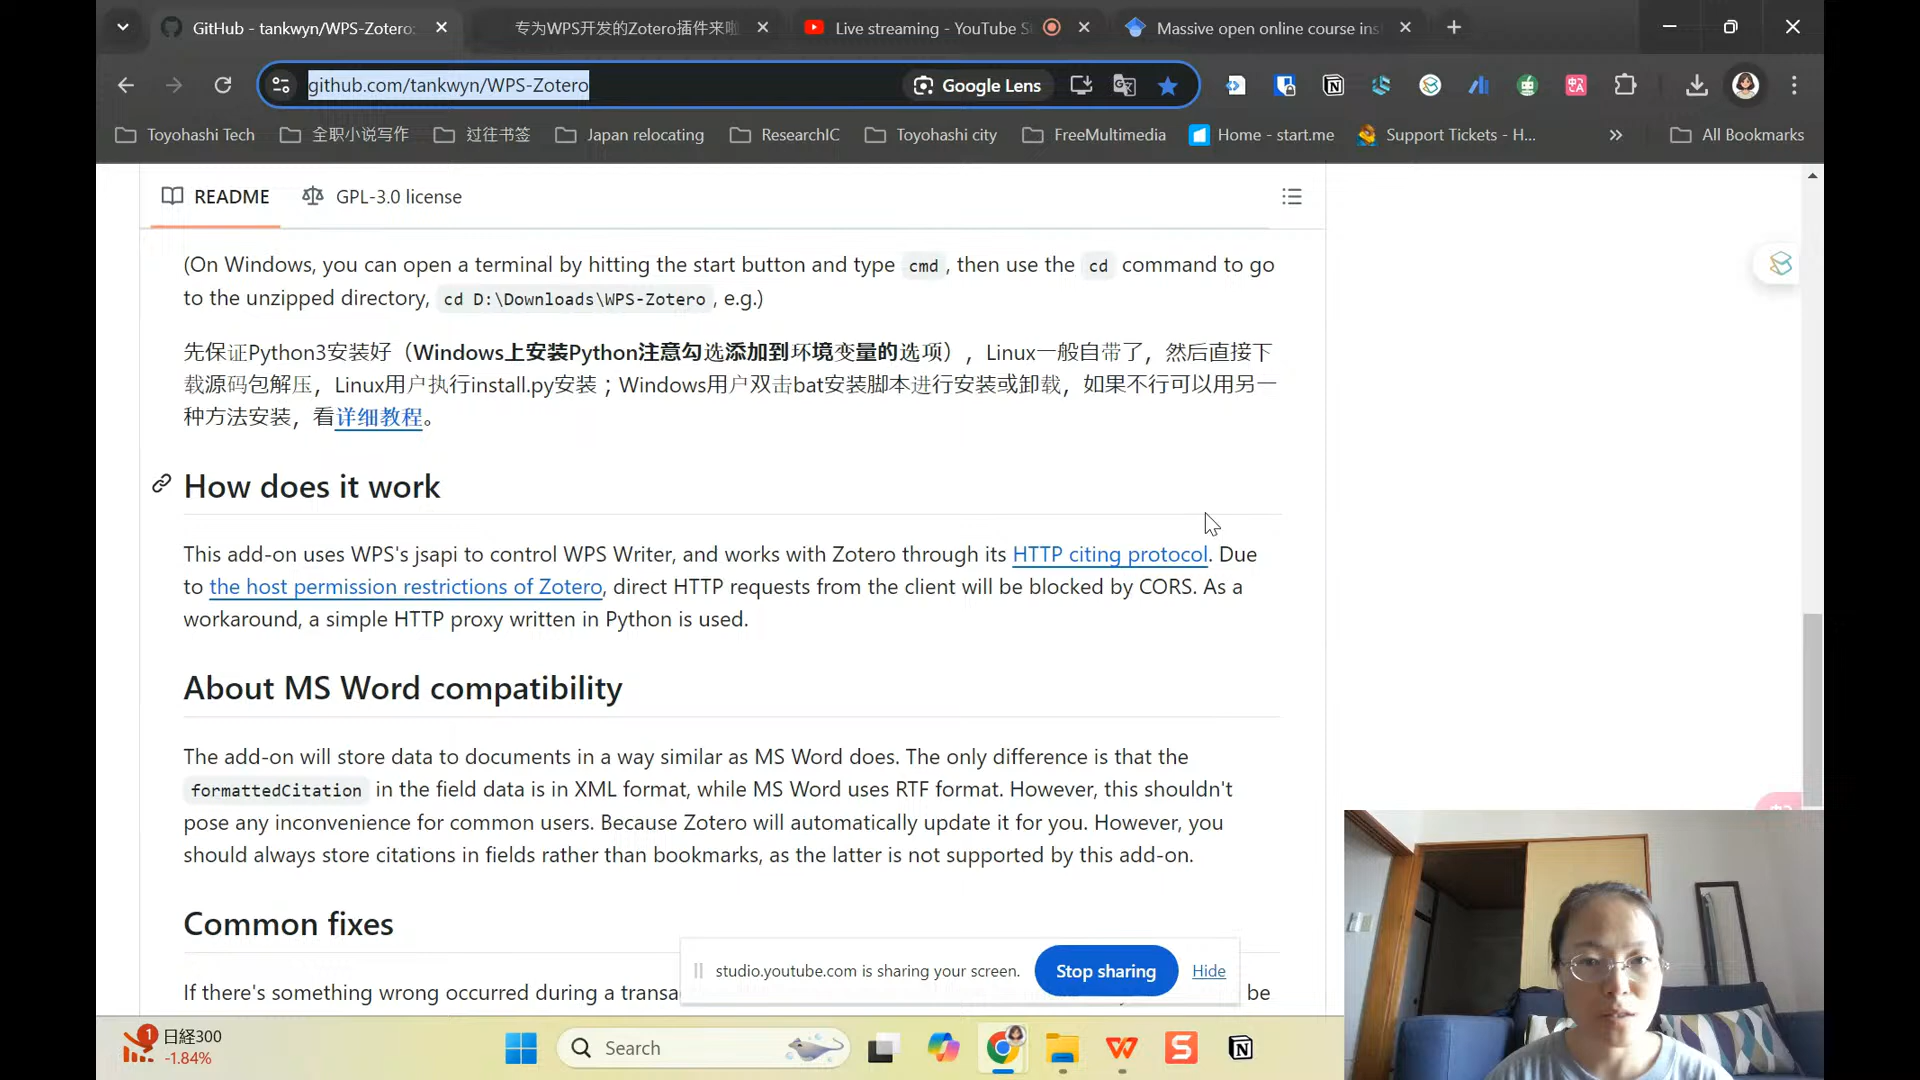 GitHub - tankwyn/WPS-Zotero:
专为WPS开发的Zotero插件来啦
Live streaming - YouTube S
Massive open online course ins
github.com/tankwyn/WPS-Zotero
Google Lens
Toyohashi Tech
全职小说写作
过往书签
Japan relocating
ResearchIC
Toyohashi city
FreeMultimedia
Home - start.me
Support Tickets - H...
All Bookmarks
README
GPL-3.0 license
(On Windows, you can open a terminal by hitting the start button and type cmd , then use the cd command to go
to the unzipped directory, cd D:\Downloads\WPS-Zotero , e.g.)
先保证Python3安装好（Windows上安装Python注意勾选添加到环境变量的选项），Linux一般自带了，然后直接下
载源码包解压，Linux用户执行install.py安装；Windows用户双击bat安装脚本进行安装或卸载，如果不行可以用另一
种方法安装，看详细教程。
How does it work
This add-on uses WPS's jsapi to control WPS Writer, and works with Zotero through its HTTP citing protocol. Due
to the host permission restrictions of Zotero, direct HTTP requests from the client will be blocked by CORS. As a
workaround, a simple HTTP proxy written in Python is used.
About MS Word compatibility
The add-on will store data to documents in a way similar as MS Word does. The only difference is that the
formattedCitation in the field data is in XML format, while MS Word uses RTF format. However, this shouldn't
pose any inconvenience for common users. Because Zotero will automatically update it for you. However, you
should always store citations in fields rather than bookmarks, as the latter is not supported by this add-on.
Common fixes
If there's something wrong occurred during a transa
be
studio.youtube.com is sharing your screen.
Stop sharing
Hide
1
日経300
-1.84%
Search